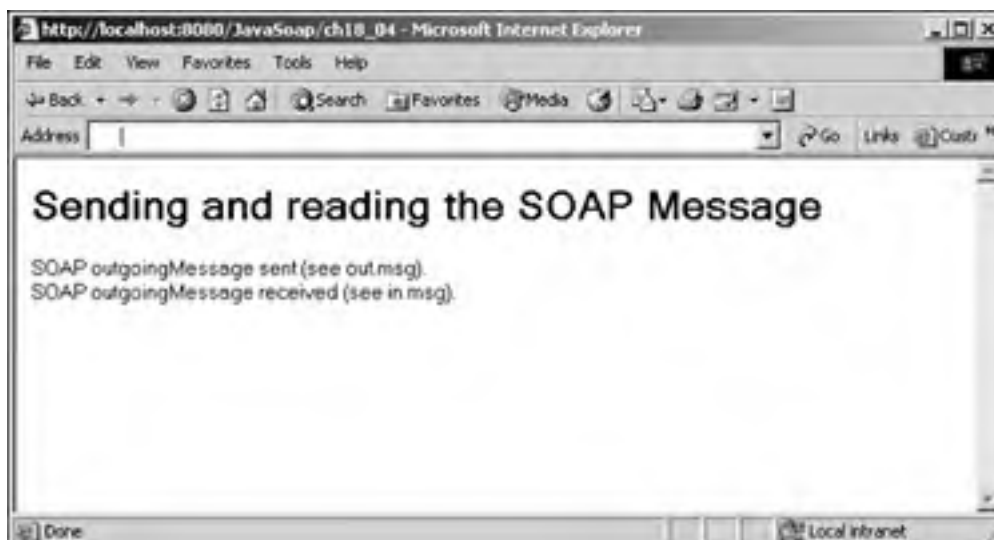 http://localhost:8080/JavaSoap/ch18_04 - Microsoft Internet Explorer
File Edit View Favorites Tools Help
Back Search Favorites Media
Address Go Links
Sending and reading the SOAP Message
SOAP outgoingMessage sent (see out.msg).
SOAP outgoingMessage received (see in.msg).
Done Local intranet